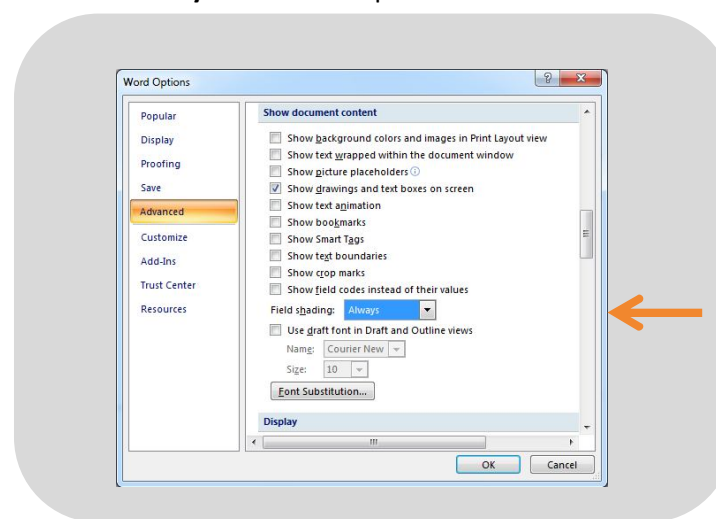 Word Options
Popular
Display
Proofing
Save
Advanced
Customize
Add-Ins
Trust Center
Resources
Show document content
Show background colors and images in Print Layout view
Show text wrapped within the document window
Show picture placeholders
Show drawings and text boxes on screen
Show text animation
Show bookmarks
Show Smart Tags
Show text boundaries
Show crop marks
Show field codes instead of their values
Field shading: Always
Use draft font in Draft and Outline views
Name: Courier New
Size: 10
Font Substitution...
Display
OK Cancel